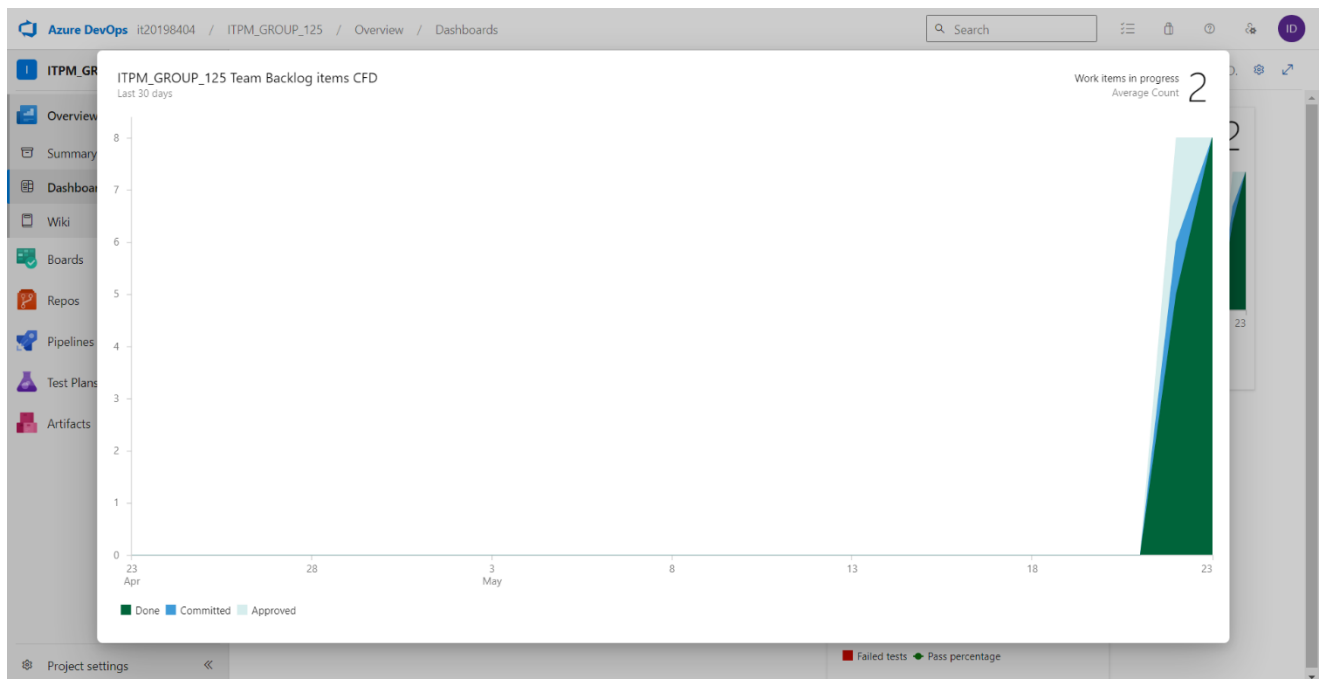 Azure DevOps it20198404 / ITPM_GROUP_125 / Overview / Dashboards Search ID
I ITPM_GR
Overview
Summary
Dashboar
Wiki
Boards
Repos
Pipelines
Test Plans
Artifacts
Project settings
ITPM_GROUP_125 Team Backlog items CFD
Last 30 days
Work items in progress
Average Count
2
8
7
6
5
4
3
2
1
0
23 28 3 8 13 18 23
Apr May
Done Committed Approved
2
23
Failed tests Pass percentage